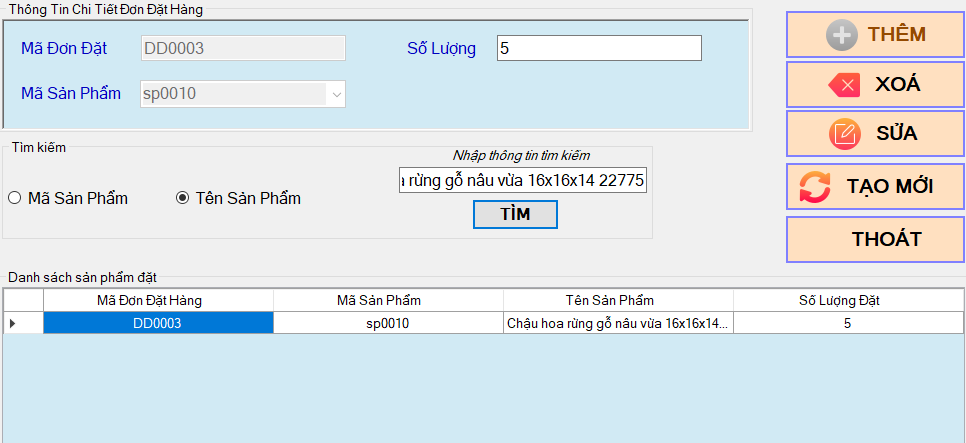 Thông Tin Chi Tiết Đơn Đặt Hàng
Mã Đơn Đặt DD0003 Số Lượng 5
Mã Sản Phẩm sp0010
THÊM
XOÁ
SỬA
TẠO MỚI
THOÁT
Tìm kiếm
Nhập thông tin tìm kiếm
Mã Sản Phẩm Tên Sản Phẩm rừng gỗ nâu vừa 16x16x14 22775
TÌM
Danh sách sản phẩm đặt
Mã Đơn Đặt Hàng Mã Sản Phẩm Tên Sản Phẩm Số Lượng Đặt
DD0003 sp0010 Chậu hoa rừng gỗ nâu vừa 16x16x14... 5